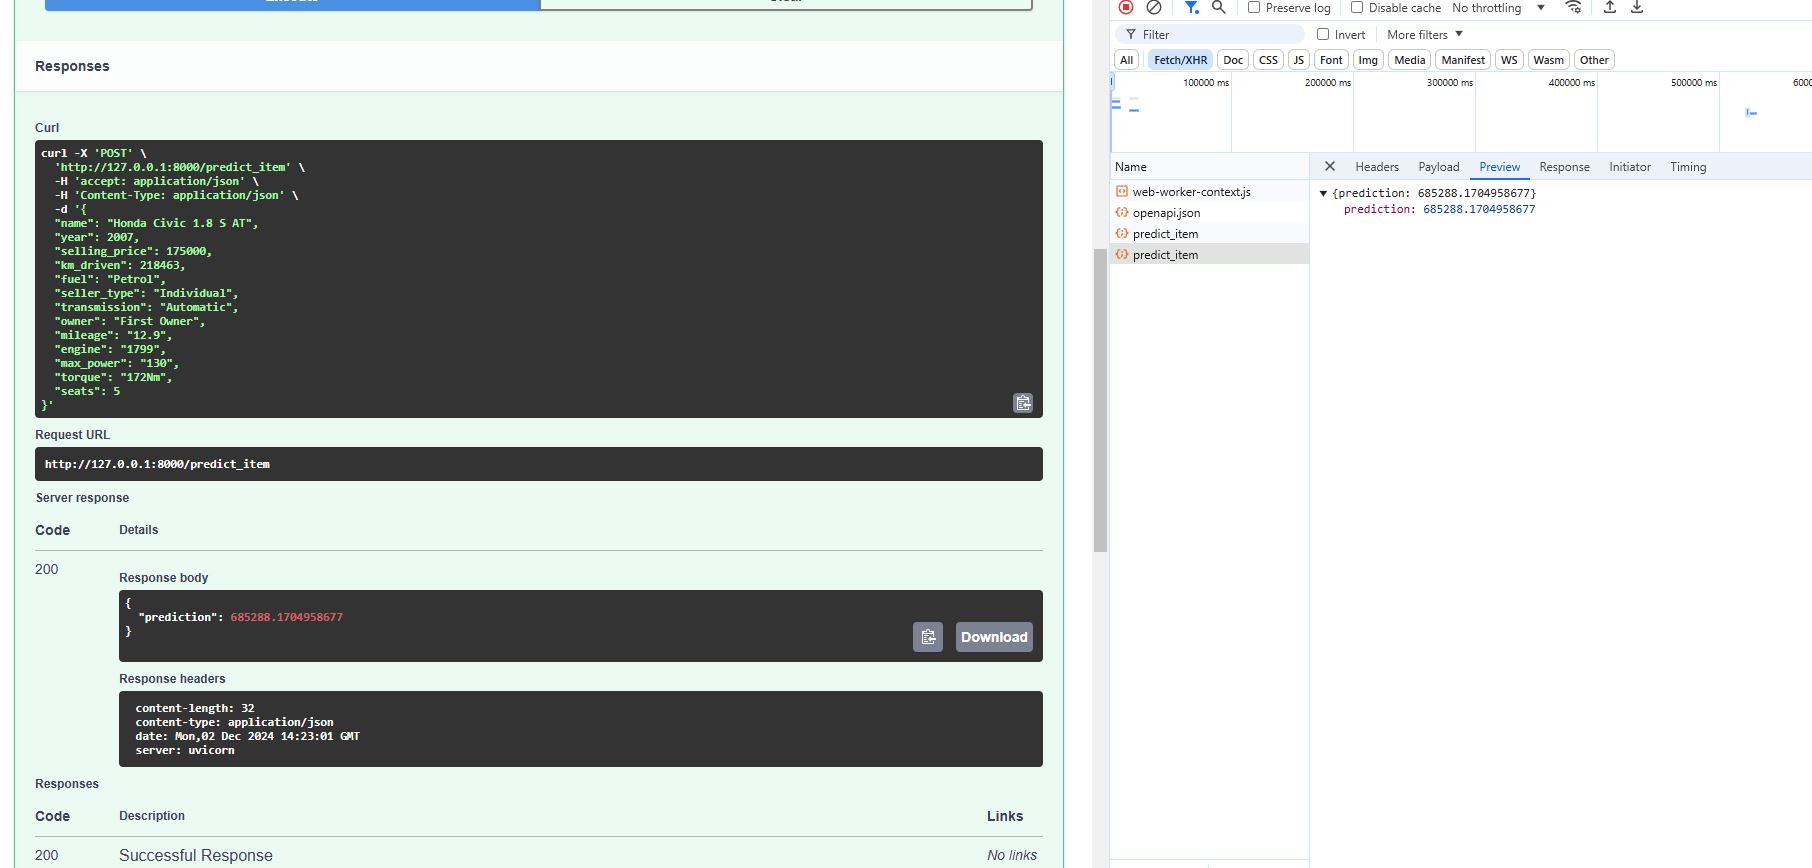 Responses
Curl
curl -X 'POST' \
'http://127.0.0.1:8000/predict_item' \
-H 'accept: application/json' \
-H 'Content-Type: application/json' \
-d '{
"name": "Honda Civic 1.8 S AT",
"year": 2007,
"selling_price": 175000,
"km_driven": 218463,
"fuel": "Petrol",
"seller_type": "Individual",
"transmission": "Automatic",
"owner": "First Owner",
"mileage": "12.9",
"engine": "1799",
"max_power": "130",
"torque": "172Nm",
"seats": 5
}'
Request URL
http://127.0.0.1:8000/predict_item
Server response
Code Details
200
Response body
{
"prediction": 685288.1704958677
}
Download
Response headers
content-length: 32
content-type: application/json
date: Mon,02 Dec 2024 14:23:01 GMT
server: uvicorn
Responses
Code Description Links
200 Successful Response No links
Preserve log Disable cache No throttling
Filter Invert More filters
All Fetch/XHR Doc CSS JS Font Img Media Manifest WS Wasm Other
100000 ms 200000 ms 300000 ms 400000 ms 500000 ms
Name
web-worker-context.js
openapi.json
predict_item
predict_item
Headers Payload Preview Response Initiator Timing
{prediction: 685288.1704958677}
prediction: 685288.1704958677